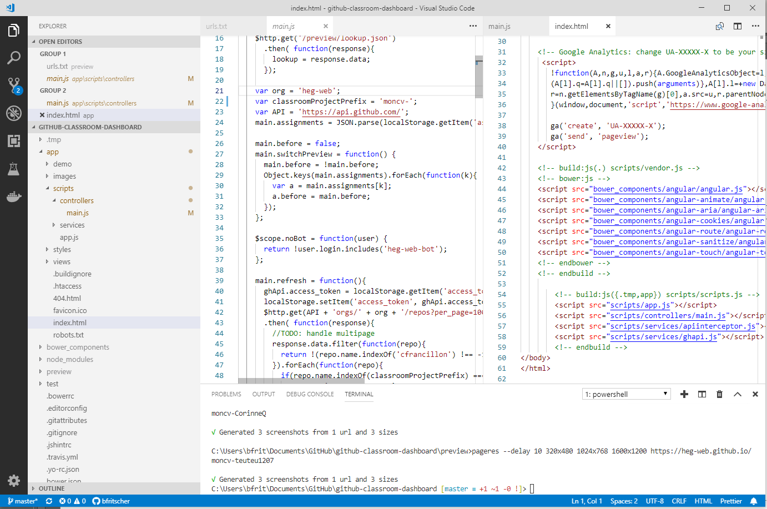 index.html - github-classroom-dashboard - Visual Studio Code
EXPLORER
OPEN EDITORS
GROUP 1
urls.txt preview
main.js app\scripts\controllers M
GROUP 2
main.js app\scripts\controllers M
index.html app
GITHUB-CLASSROOM-DASHBOARD
.tmp
app
demo
images
scripts
controllers
main.js M
services
app.js
styles
views
.buildignore
.htaccess
404.html
favicon.ico
index.html
robots.txt
bower_components
node_modules
preview
test
.bowerrc
.editorconfig
.gitattributes
.gitignore
.jshintrc
.travis.yml
.yo-rc.json
bower.json
OUTLINE
urls.txt main.js
16 $http.get('/preview/lookup.json')
17 .then( function(response){
18 lookup = response.data;
19 });
20
21 var org = 'heg-web';
22 var classroomProjectPrefix = 'moncv-';
23 var API = 'https://api.github.com/';
24 main.assignments = JSON.parse(localStorage.getItem('as
25
26 main.before = false;
27 main.switchPreview = function() {
28 main.before = !main.before;
29 Object.keys(main.assignments).forEach(function(k){
30 var a = main.assignments[k];
31 a.before = main.before;
32 });
33 };
34
35 $scope.noBot = function(user) {
36 return !user.login.includes('heg-web-bot');
37 };
38
39 main.refresh = function(){
40 ghApi.access_token = localStorage.getItem('access_to
41 localStorage.setItem('access_token', ghApi.access_to
42 $http.get(API + 'orgs/' + org + '/repos?per_page=100
43 .then( function(response){
44 //TODO: handle multipage
45 response.data.filter(function(repo){
46 return !(repo.name.indexOf('cfrancillon') !== -
47 }).forEach(function(repo){
48 if(repo.name.indexOf(classroomProjectPrefix) ===
main.js index.html
30
31 <!-- Google Analytics: change UA-XXXXX-X to be your s
32 <script>
33 !function(A,n,g,u,l,a,r){A.GoogleAnalyticsObject=l
34 (A[l].q=A[l].q||[]).push(arguments)},A[l].l=+new D
35 r=n.getElementsByTagName(g)[0],a.src=u,r.parentNod
36 }(window,document,'script','https://www.google-ana
37
38 ga('create', 'UA-XXXXX-X');
39 ga('send', 'pageview');
40 </script>
41
42 <!-- build:js(.) scripts/vendor.js -->
43 <!-- bower:js -->
44 <script src="bower_components/angular/angular.js"></s
45 <script src="bower_components/angular-animate/angular
46 <script src="bower_components/angular-aria/angular-ar
47 <script src="bower_components/angular-cookies/angular
48 <script src="bower_components/angular-route/angular-r
49 <script src="bower_components/angular-sanitize/angula
50 <script src="bower_components/angular-touch/angular-t
51 <!-- endbower -->
52 <!-- endbuild -->
53
54 <!-- build:js({.tmp,app}) scripts/scripts.js -->
55 <script src="scripts/app.js"></script>
56 <script src="scripts/controllers/main.js"></script>
57 <script src="scripts/services/apiinterceptor.js"></
58 <script src="scripts/services/ghapi.js"></script>
59 <!-- endbuild -->
60 </body>
61 </html>
62
PROBLEMS OUTPUT DEBUG CONSOLE TERMINAL 1: powershell
moncv-CorinneQ
√ Generated 3 screenshots from 1 url and 3 sizes
C:\Users\bfrit\Documents\GitHub\github-classroom-dashboard\preview>pageres --delay 10 320x480 1024x768 1600x1200 https://heg-web.github.io/
moncv-teuteu1207
√ Generated 3 screenshots from 1 url and 3 sizes
C:\Users\bfrit\Documents\GitHub\github-classroom-dashboard [master ≡ +1 ~1 -0 !]>
master* 0 0 bfritscher Ln 1, Col 1 Spaces: 2 UTF-8 CRLF HTML Prettier